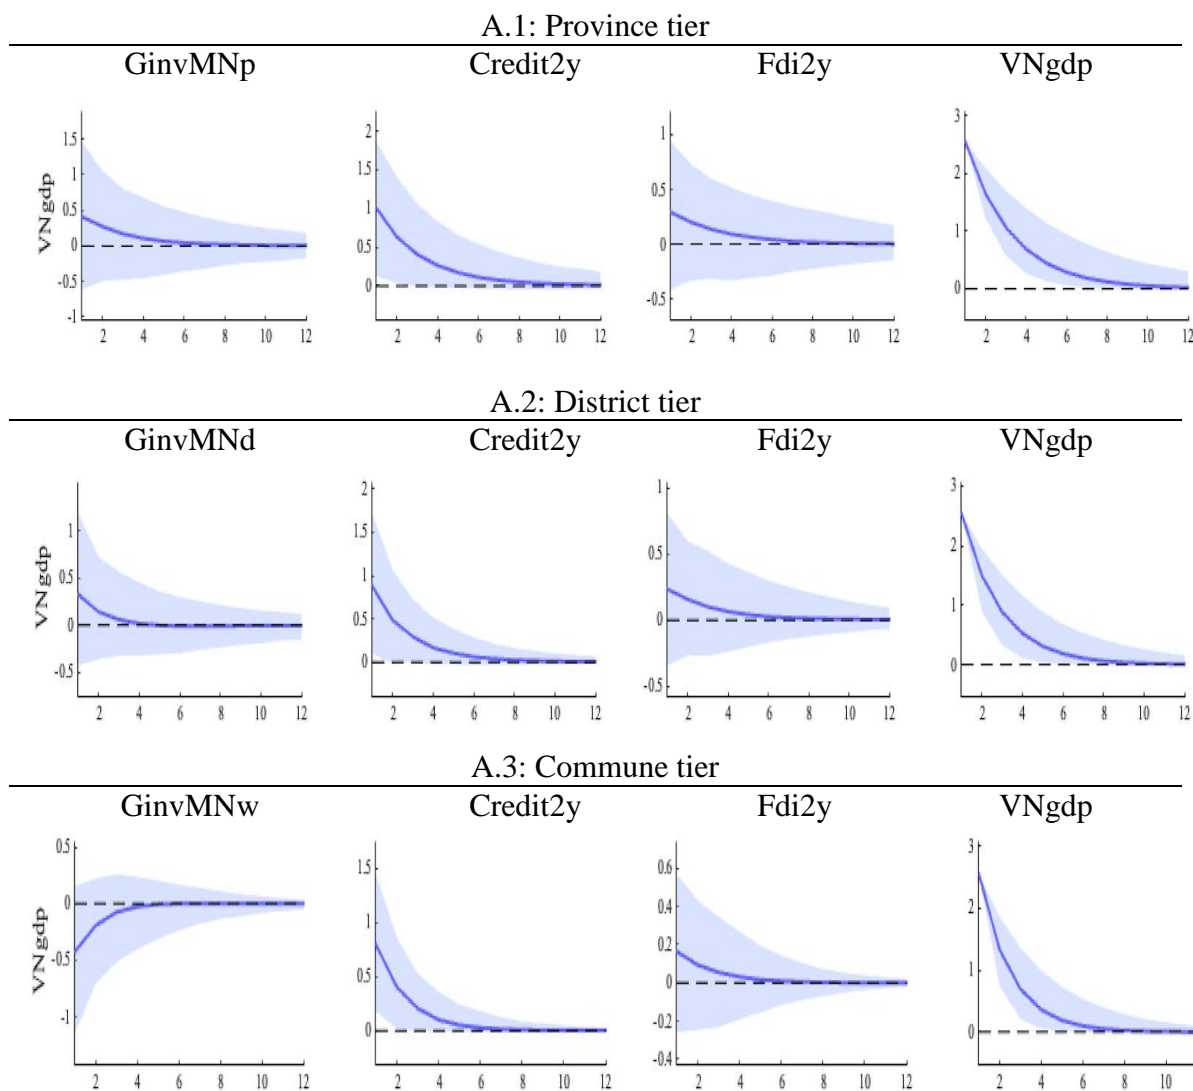 A.1: Province tier
GinvMNp Credit2y Fdi2y VNgdp
VNgdp
1.5
1
0.5
0
-0.5
-1
2 4 6 8 10 12
2
1.5
1
0.5
0
2 4 6 8 10 12
1
0.5
0
-0.5
2 4 6 8 10 12
3
2
1
0
2 4 6 8 10 12
A.2: District tier
GinvMNd Credit2y Fdi2y VNgdp
VNgdp
1
0.5
0
-0.5
2 4 6 8 10 12
2
1.5
1
0.5
0
2 4 6 8 10 12
1
0.5
0
-0.5
2 4 6 8 10 12
3
2
1
0
2 4 6 8 10 12
A.3: Commune tier
GinvMNw Credit2y Fdi2y VNgdp
VNgdp
0.5
0
-0.5
-1
2 4 6 8 10 12
1.5
1
0.5
0
2 4 6 8 10 12
0.6
0.4
0.2
0
-0.2
-0.4
2 4 6 8 10 12
3
2
1
0
2 4 6 8 10